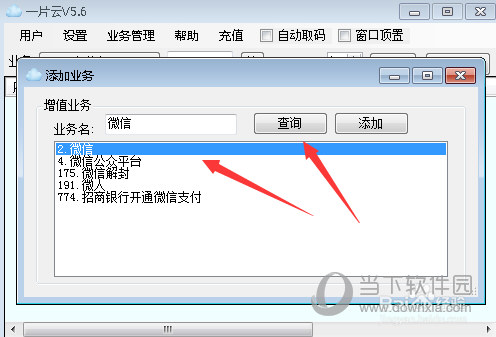 一片云V5.6
用户 设置 业务管理 帮助 充值 自动取码 窗口顶置
添加业务
增值业务
业务名: 微信 查询 添加
2.微信
4.微信公众平台
175.微信解封
191.微人
774.招商银行开通微信支付
当下软件园
www.downxia.com